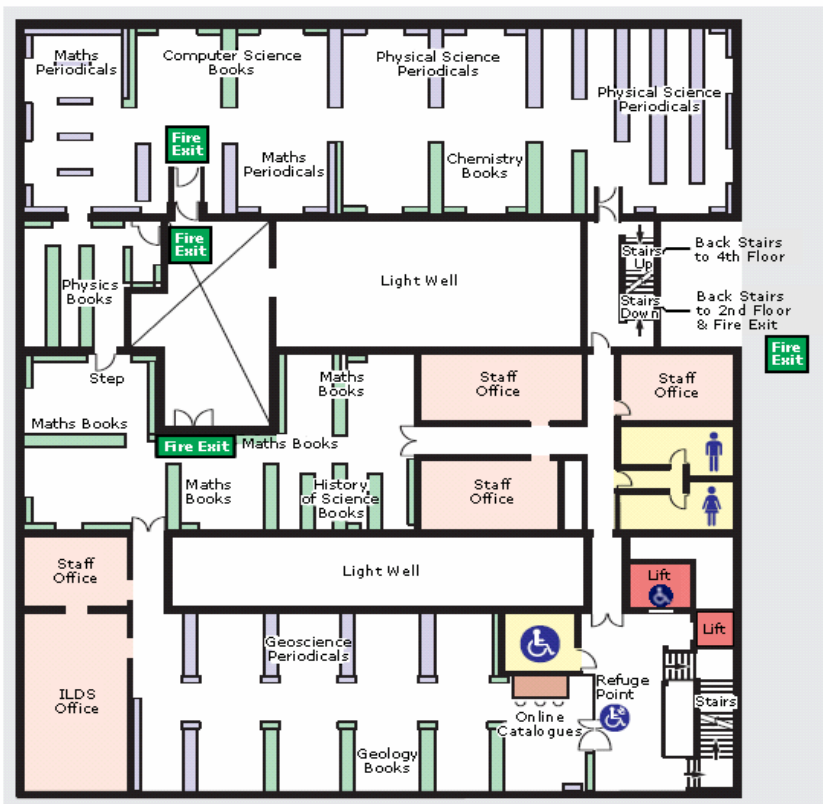 Maths
Periodicals
Computer Science
Books
Physical Science
Periodicals
Physical Science
Periodicals
Fire
Exit
Maths
Periodicals
Chemistry
Books
Fire
Exit
Physics
Books
Light Well
Stairs
Up
Back Stairs
to 4th Floor
Stairs
Down
Back Stairs
to 2nd Floor
& Fire Exit
Fire
Exit
Step
Maths
Books
Staff
Office
Staff
Office
Maths Books
Fire Exit
Maths Books
Maths
Books
History
of Science
Books
Staff
Office
Staff
Office
Light Well
Lift
Lift
Geoscience
Periodicals
ILDS
Office
Refuge
Point
Stairs
Online
Catalogues
Geology
Books